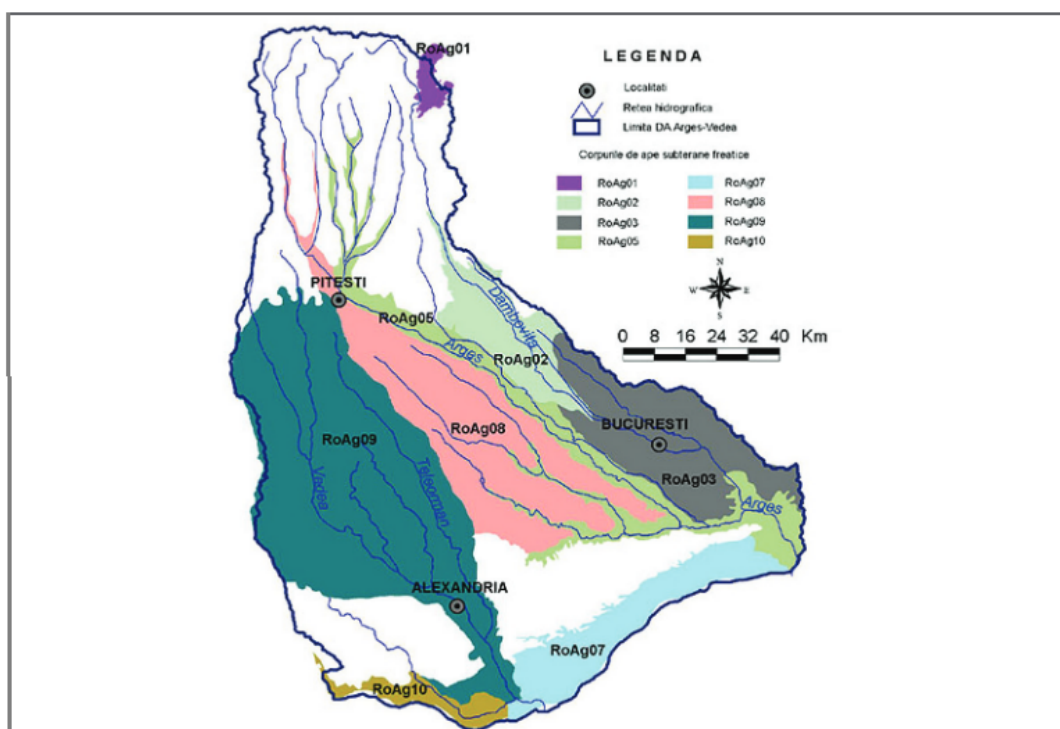 RoAg01
LEGENDA
Localitati
Retea hidrografica
Limita DA Arges-Vedea
Corpurile de ape subterane freatice
RoAg01
RoAg07
RoAg02
RoAg08
RoAg03
RoAg09
RoAg05
RoAg10
N
W
E
S
0 8 16 24 32 40 Km
PITESTI
RoAg05
Arges
Dambovita
RoAg02
BUCURESTI
RoAg08
RoAg09
RoAg03
Vedea
Teleorman
Arges
ALEXANDRIA
RoAg07
RoAg10